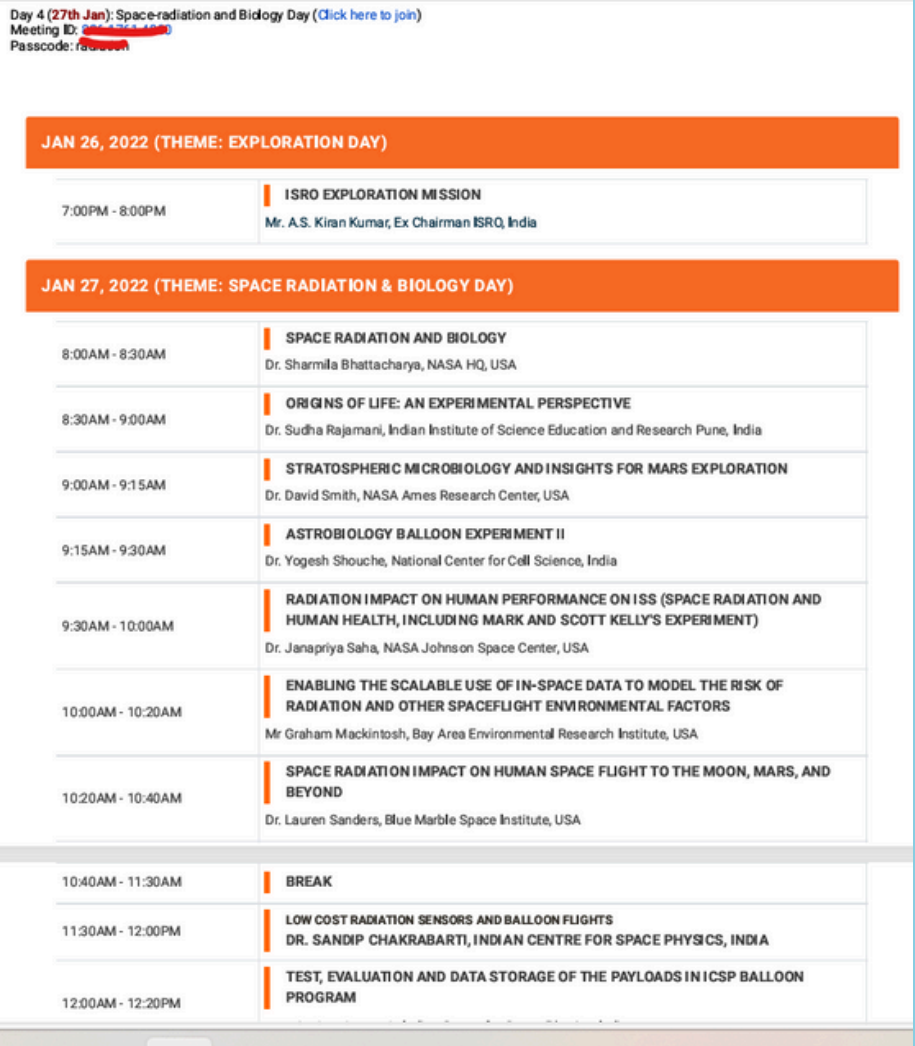 Day 4 (27th Jan): Space-radiation and Biology Day (Click here to join)
Meeting ID:
Passcode:
JAN 26, 2022 (THEME: EXPLORATION DAY)
7:00PM - 8:00PM
ISRO EXPLORATION MISSION
Mr. A.S. Kiran Kumar, Ex Chairman ISRO, India
JAN 27, 2022 (THEME: SPACE RADIATION & BIOLOGY DAY)
8:00AM - 8:30AM
SPACE RADIATION AND BIOLOGY
Dr. Sharmila Bhattacharya, NASA HQ, USA
8:30AM - 9:00AM
ORIGINS OF LIFE: AN EXPERIMENTAL PERSPECTIVE
Dr. Sudha Rajamani, Indian Institute of Science Education and Research Pune, India
9:00AM - 9:15AM
STRATOSPHERIC MICROBIOLOGY AND INSIGHTS FOR MARS EXPLORATION
Dr. David Smith, NASA Ames Research Center, USA
9:15AM - 9:30AM
ASTROBIOLOGY BALLOON EXPERIMENT II
Dr. Yogesh Shouche, National Center for Cell Science, India
9:30AM - 10:00AM
RADIATION IMPACT ON HUMAN PERFORMANCE ON ISS (SPACE RADIATION AND
HUMAN HEALTH, INCLUDING MARK AND SCOTT KELLY'S EXPERIMENT)
Dr. Janapriya Saha, NASA Johnson Space Center, USA
10:00AM - 10:20AM
ENABLING THE SCALABLE USE OF IN-SPACE DATA TO MODEL THE RISK OF
RADIATION AND OTHER SPACEFLIGHT ENVIRONMENTAL FACTORS
Mr Graham Mackintosh, Bay Area Environmental Research Institute, USA
10:20AM - 10:40AM
SPACE RADIATION IMPACT ON HUMAN SPACE FLIGHT TO THE MOON, MARS, AND
BEYOND
Dr. Lauren Sanders, Blue Marble Space Institute, USA
10:40AM - 11:30AM
BREAK
11:30AM - 12:00PM
LOW COST RADIATION SENSORS AND BALLOON FLIGHTS
DR. SANDIP CHAKRABARTI, INDIAN CENTRE FOR SPACE PHYSICS, INDIA
12:00AM - 12:20PM
TEST, EVALUATION AND DATA STORAGE OF THE PAYLOADS IN ICSP BALLOON
PROGRAM